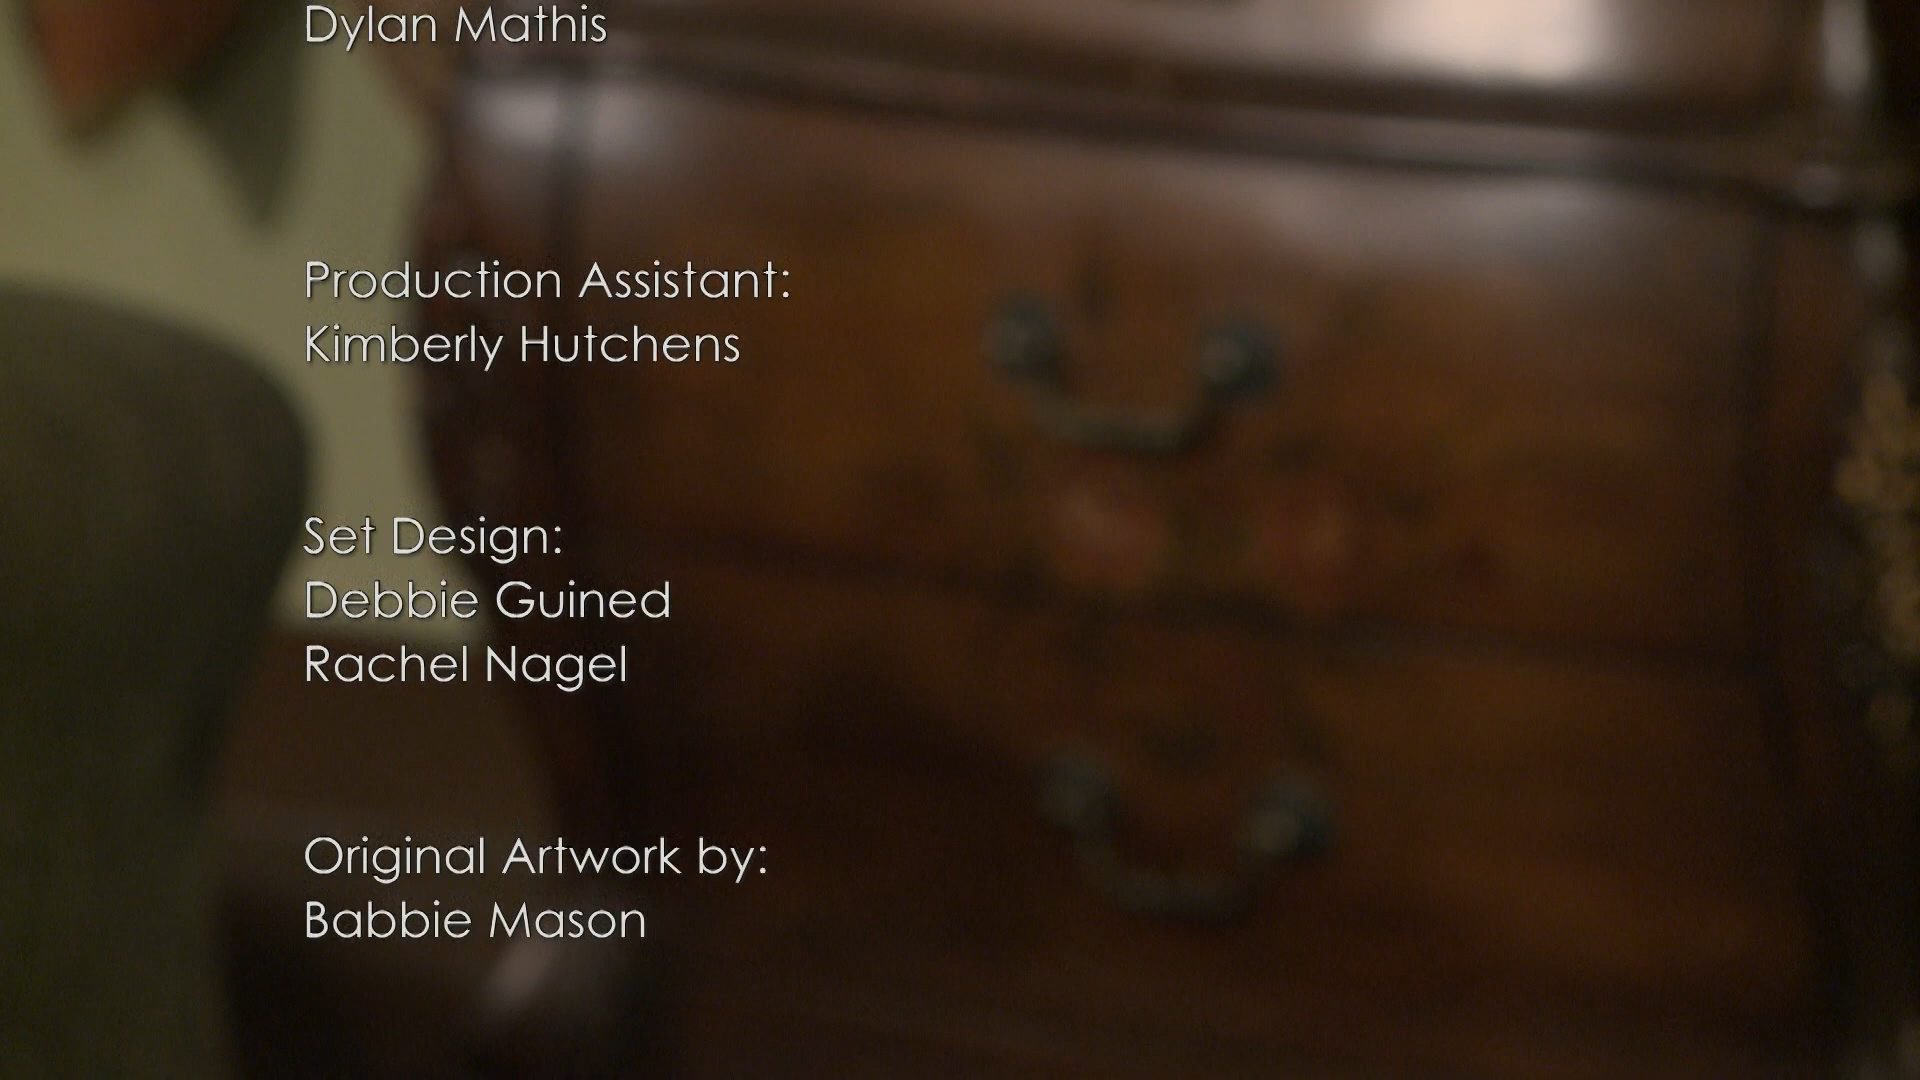 Dylan Mathis
Production Assistant:
Kimberly Hutchens
Set Design:
Debbie Guined
Rachel Nagel
Original Artwork by:
Babbie Mason